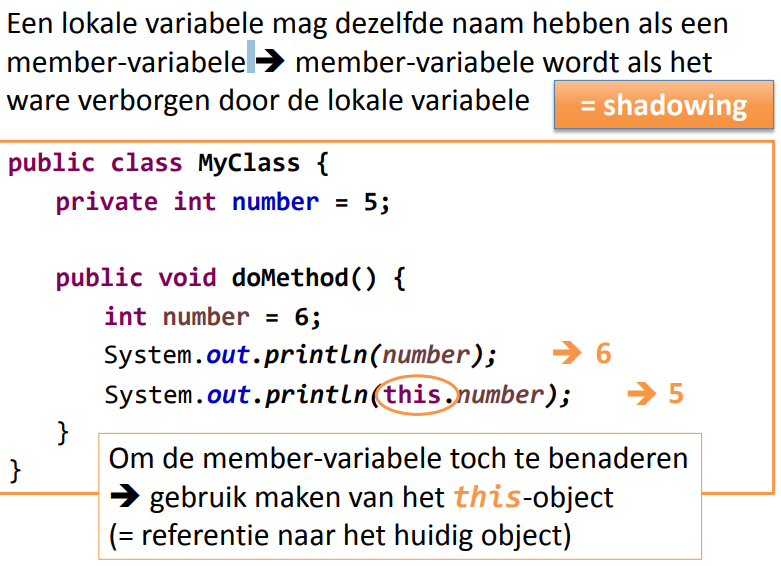 Een lokale variabele mag dezelfde naam hebben als een
member-variabele ➔ member-variabele wordt als het
ware verborgen door de lokale variabele
= shadowing
public class MyClass {
private int number = 5;
public void doMethod() {
int number = 6;
System.out.println(number); ➔ 6
System.out.println(this.number); ➔ 5
}
}
Om de member-variabele toch te benaderen
➔ gebruik maken van het this-object
(= referentie naar het huidig object)